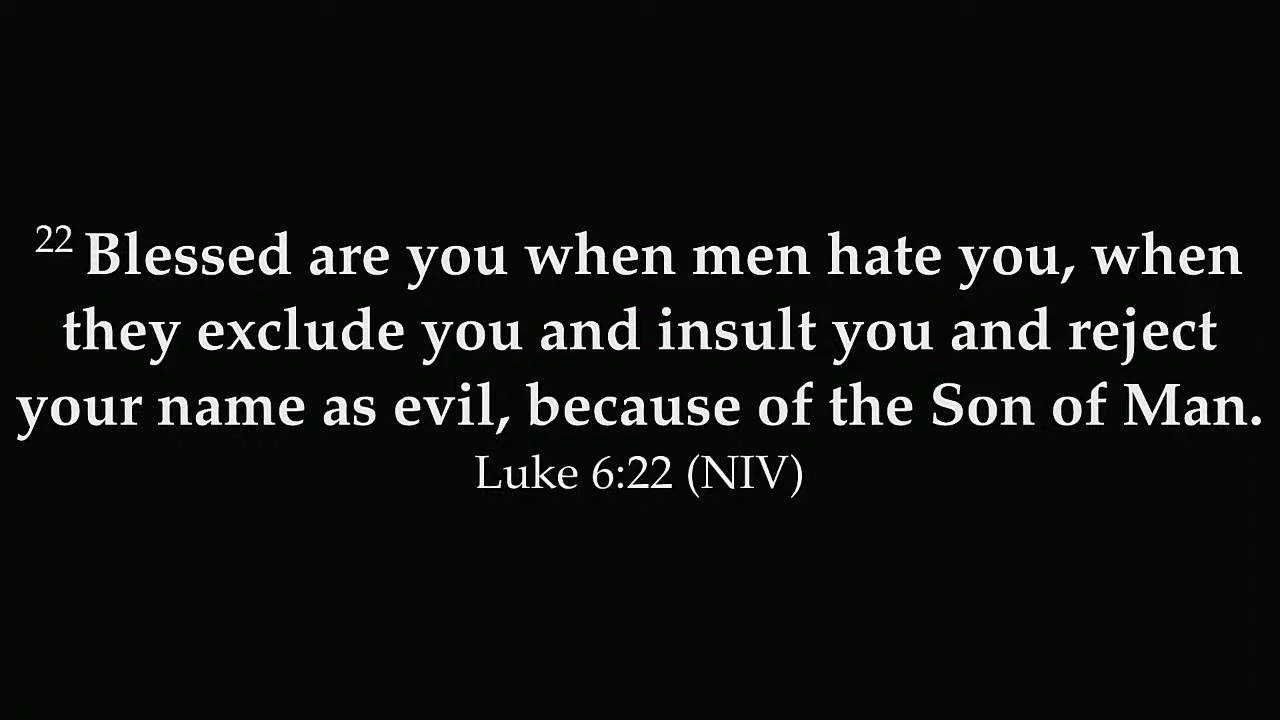 22 Blessed are you when men hate you, when
they exclude you and insult you and reject
your name as evil, because of the Son of Man.
Luke 6:22 (NIV)